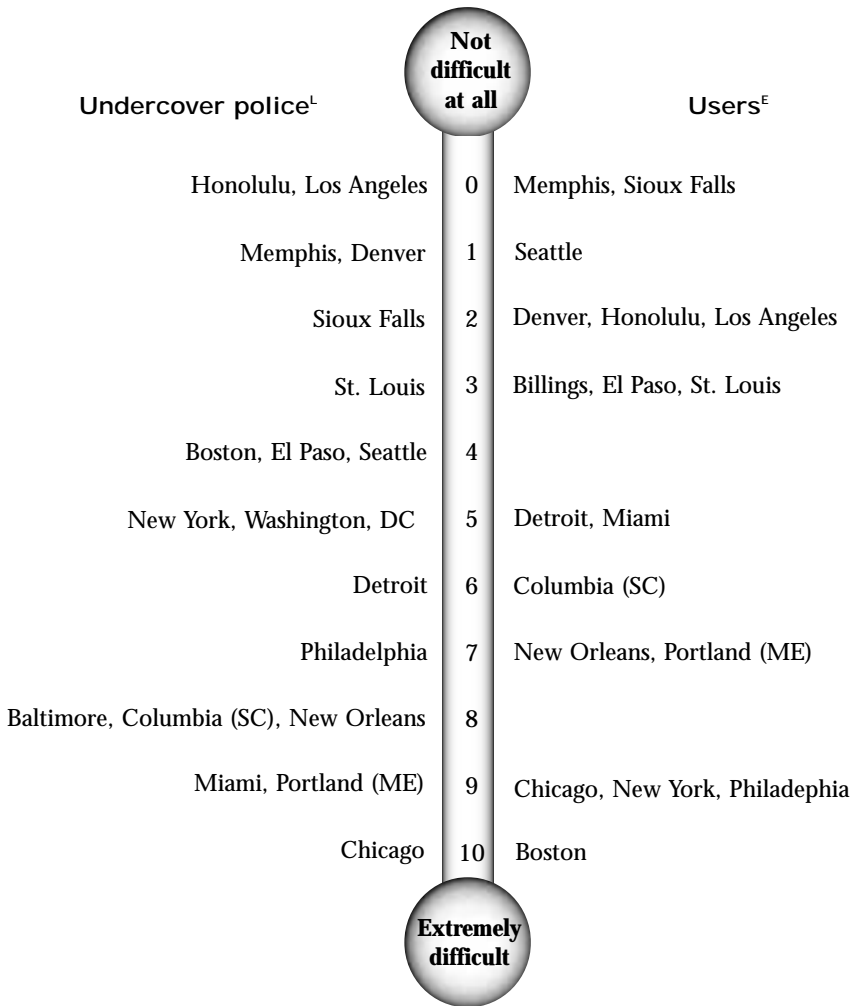 Not
difficult
at all
Undercover policeᴸ
Usersᴱ
Honolulu, Los Angeles 0 Memphis, Sioux Falls
Memphis, Denver 1 Seattle
Sioux Falls 2 Denver, Honolulu, Los Angeles
St. Louis 3 Billings, El Paso, St. Louis
Boston, El Paso, Seattle 4
New York, Washington, DC 5 Detroit, Miami
Detroit 6 Columbia (SC)
Philadelphia 7 New Orleans, Portland (ME)
Baltimore, Columbia (SC), New Orleans 8
Miami, Portland (ME) 9 Chicago, New York, Philadephia
Chicago 10 Boston
Extremely
difficult